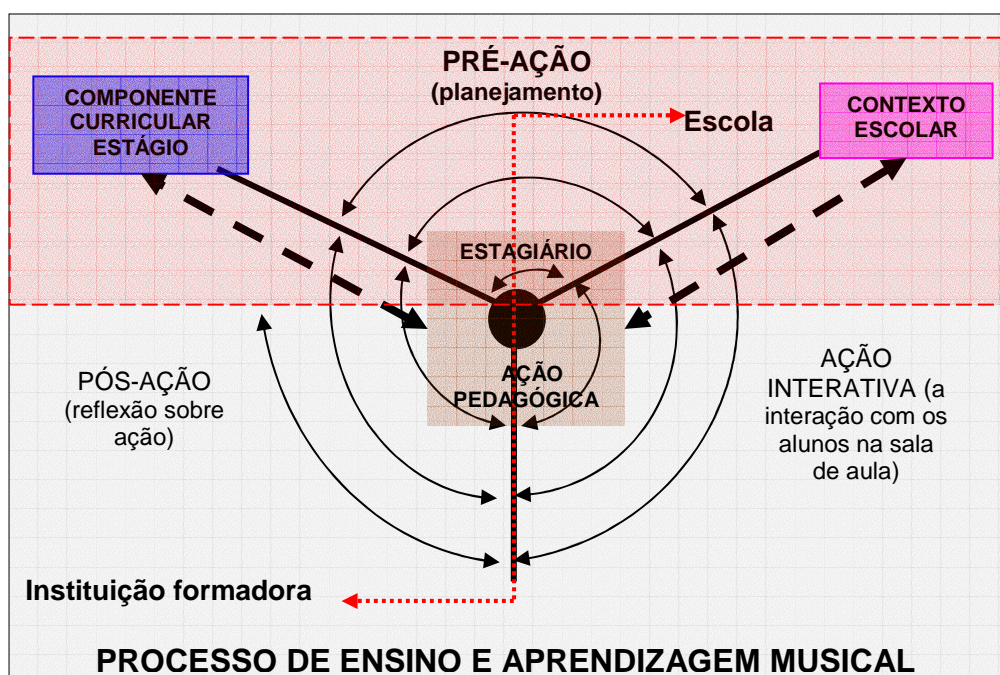 PRÉ-AÇÃO
(planejamento)
COMPONENTE
CURRICULAR
ESTÁGIO
Escola
CONTEXTO
ESCOLAR
ESTAGIÁRIO
AÇÃO
PEDAGÓGICA
PÓS-AÇÃO
(reflexão sobre
ação)
AÇÃO
INTERATIVA (a
interação com os
alunos na sala
de aula)
Instituição formadora
PROCESSO DE ENSINO E APRENDIZAGEM MUSICAL